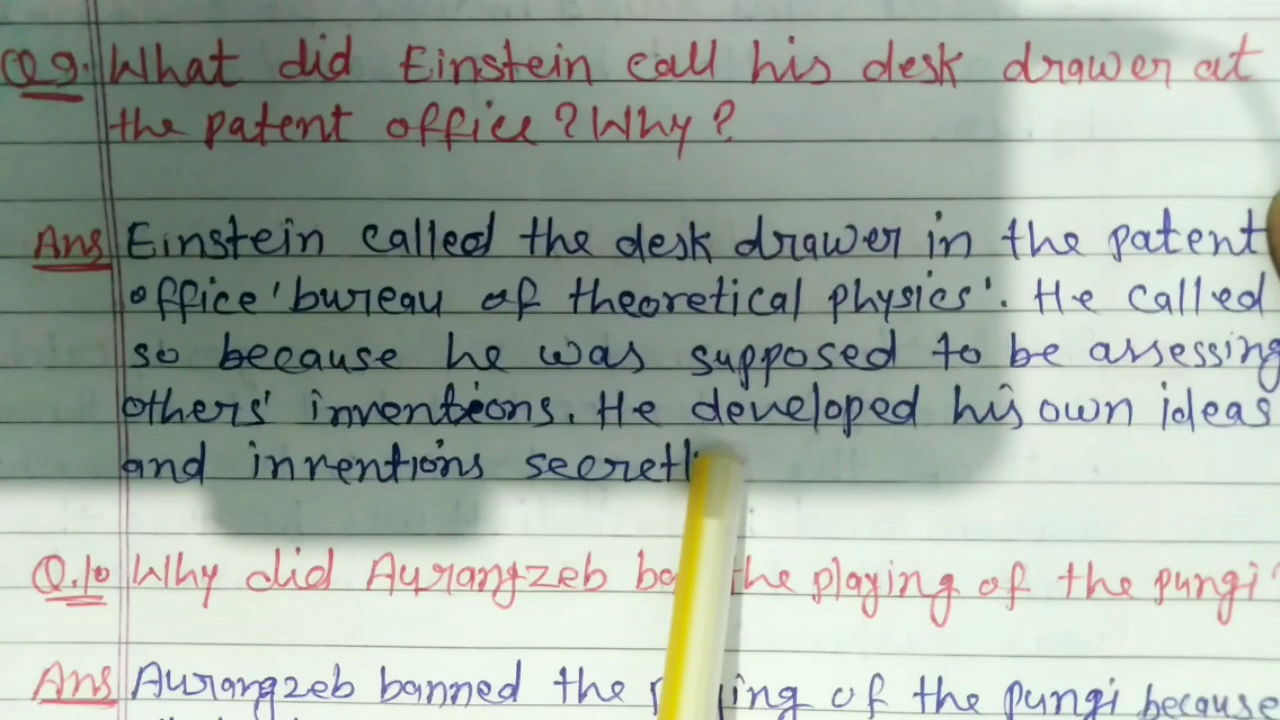 Q9. What did Einstein call his desk drawer at
the patent office? Why?
Ans Einstein called the desk drawer in the patent
office 'bureau of theoretical physics'. He called
so because he was supposed to be assessing
others' inventions. He developed his own ideas
and inventions
Q.10 Why did Aurangzeb the playing of the pungi?
Ans Aurangzeb banned the of the pungi because